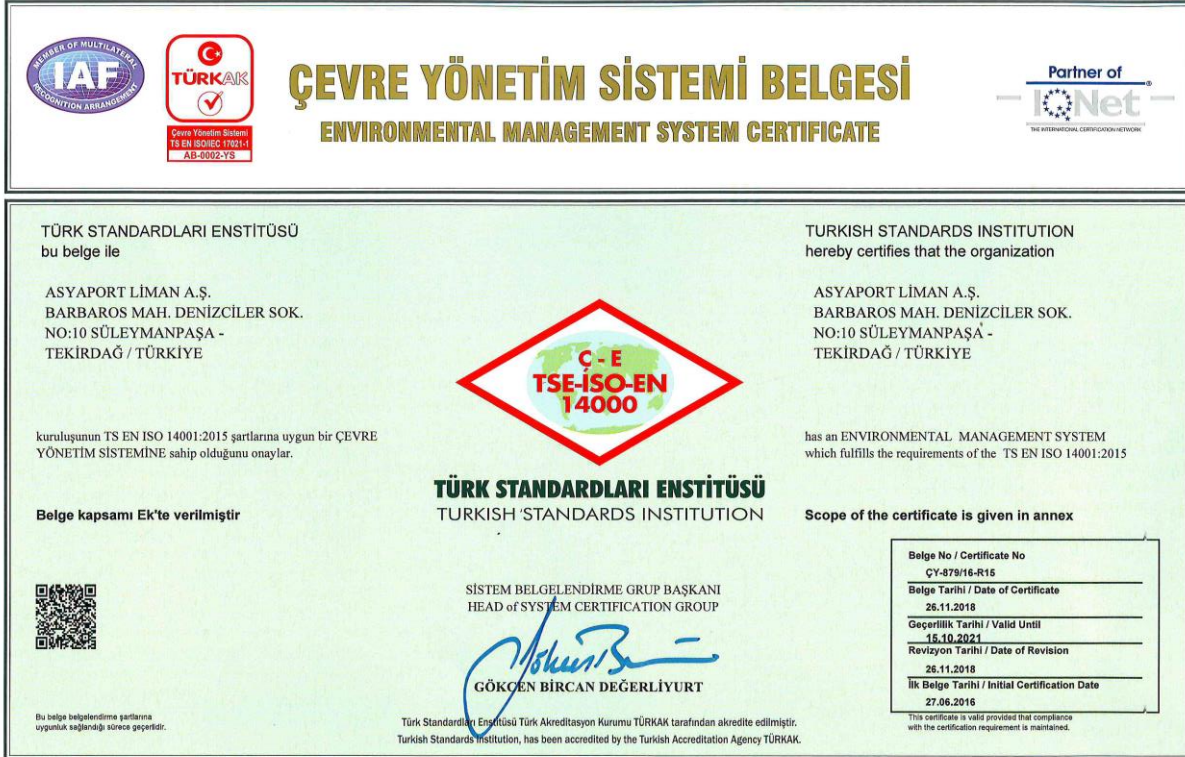 MEMBER OF MULTILATERAL
IAF
RECOGNITION ARRANGEMENT
TÜRKAK
Çevre Yönetim Sistemi
TS EN ISO/IEC 17021-1
AB-0002-YS
ÇEVRE YÖNETİM SİSTEMİ BELGESİ
ENVIRONMENTAL MANAGEMENT SYSTEM CERTIFICATE
Partner of
IQNet
THE INTERNATIONAL CERTIFICATION NETWORK
TÜRK STANDARDLARI ENSTİTÜSÜ
bu belge ile
ASYAPORT LİMAN A.Ş.
BARBAROS MAH. DENİZCİLER SOK.
NO:10 SÜLEYMANPAŞA -
TEKİRDAĞ / TÜRKİYE
kuruluşunun TS EN ISO 14001:2015 şartlarına uygun bir ÇEVRE
YÖNETİM SİSTEMİNE sahip olduğunu onaylar.
Belge kapsamı Ek'te verilmiştir
Bu belge belgelendirme şartlarına
uygunluk sağlandığı sürece geçerlidir.
C - E
TSE-İSO-EN
14000
TÜRK STANDARDLARI ENSTİTÜSÜ
TURKISH STANDARDS INSTITUTION
SİSTEM BELGELENDİRME GRUP BAŞKANI
HEAD of SYSTEM CERTIFICATION GROUP
GÖKÇEN BİRCAN DEĞERLİYURT
Türk Standardları Enstitüsü Türk Akreditasyon Kurumu TÜRKAK tarafından akredite edilmiştir.
Turkish Standards Institution, has been accredited by the Turkish Accreditation Agency TÜRKAK.
TURKISH STANDARDS INSTITUTION
hereby certifies that the organization
ASYAPORT LİMAN A.Ş.
BARBAROS MAH. DENİZCİLER SOK.
NO:10 SÜLEYMANPAŞA -
TEKİRDAĞ / TÜRKİYE
has an ENVIRONMENTAL MANAGEMENT SYSTEM
which fulfills the requirements of the TS EN ISO 14001:2015
Scope of the certificate is given in annex
Belge No / Certificate No
ÇY-879/16-R15
Belge Tarihi / Date of Certificate
26.11.2018
Geçerlilik Tarihi / Valid Until
15.10.2021
Revizyon Tarihi / Date of Revision
26.11.2018
İlk Belge Tarihi / Initial Certification Date
27.06.2016
This certificate is valid provided that compliance
with the certification requirement is maintained.